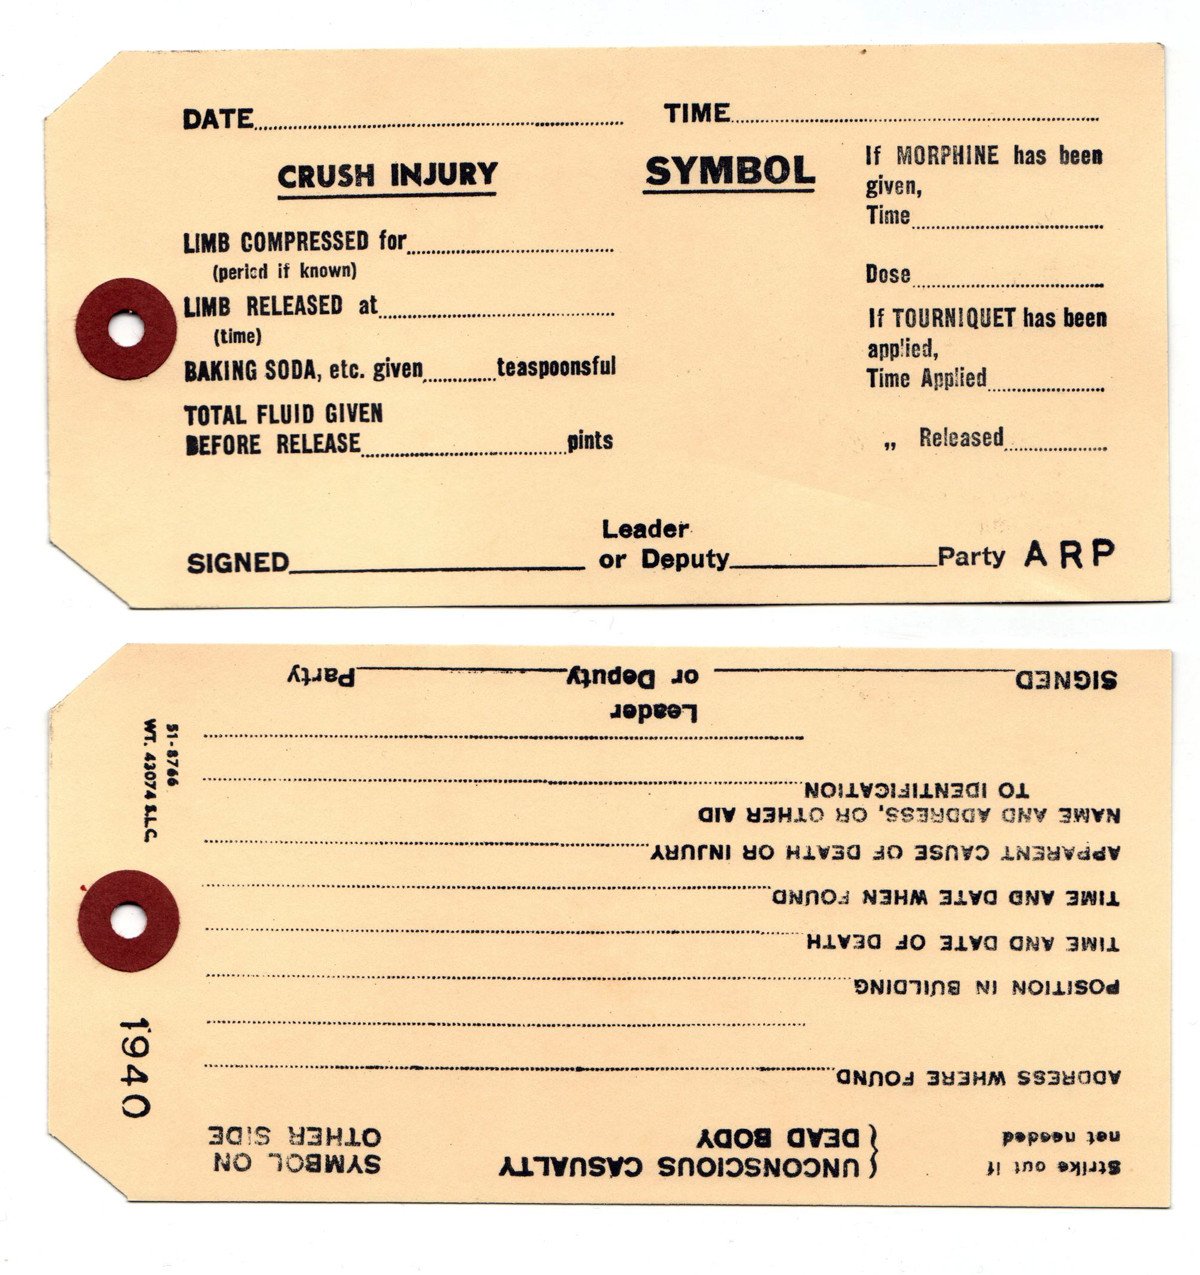 DATE TIME
CRUSH INJURY
LIMB COMPRESSED for
(period if known)
LIMB RELEASED at
(time)
BAKING SODA, etc. given teaspoonsful
TOTAL FLUID GIVEN
BEFORE RELEASE pints
SYMBOL
If MORPHINE has been
given,
Time
Dose
If TOURNIQUET has been
applied,
Time Applied
„ Released
Leader
SIGNED or Deputy Party ARP
Strike out if
not needed
{ UNCONSCIOUS CASUALTY
{ DEAD BODY
SYMBOL ON
OTHER SIDE
ADDRESS WHERE FOUND
POSITION IN BUILDING
TIME AND DATE OF DEATH
TIME AND DATE WHEN FOUND
APPARENT CAUSE OF DEATH OR INJURY
NAME AND ADDRESS, OR OTHER AID
TO IDENTIFICATION
Leader
SIGNED or Deputy Party
51-8766
WT. 43074 S.L.C.
1940